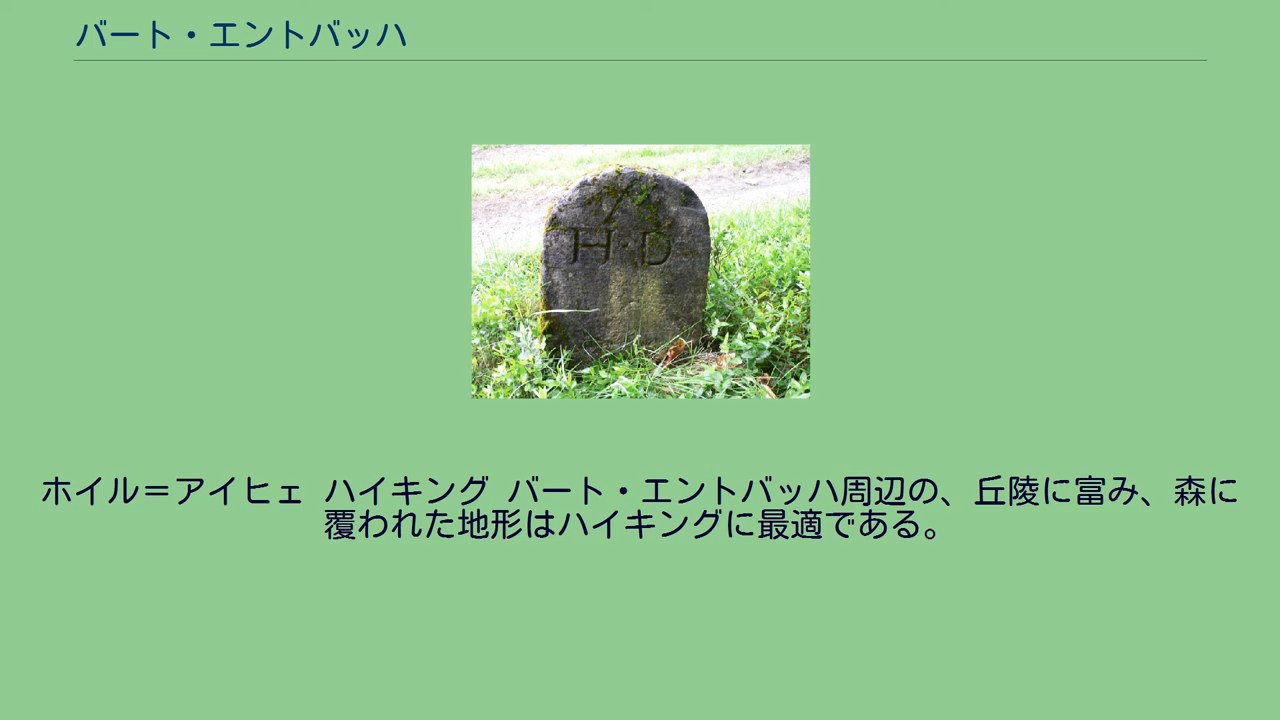 バート・エントバッハ
H·D
ホイル＝アイヒェ ハイキング バート・エントバッハ周辺の、丘陵に富み、森に
覆われた地形はハイキングに最適である。